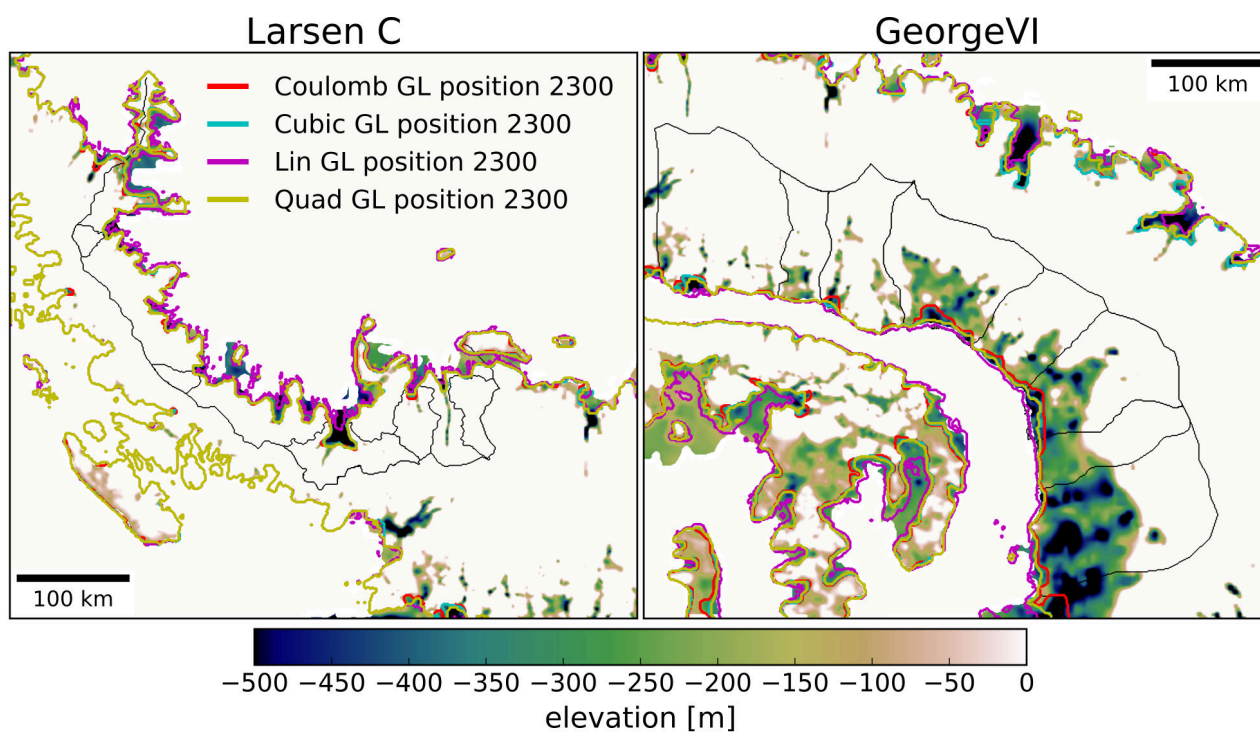 Larsen C
GeorgeVI
Coulomb GL position 2300
Cubic GL position 2300
Lin GL position 2300
Quad GL position 2300
100 km
100 km
−500 −450 −400 −350 −300 −250 −200 −150 −100 −50 0
elevation [m]